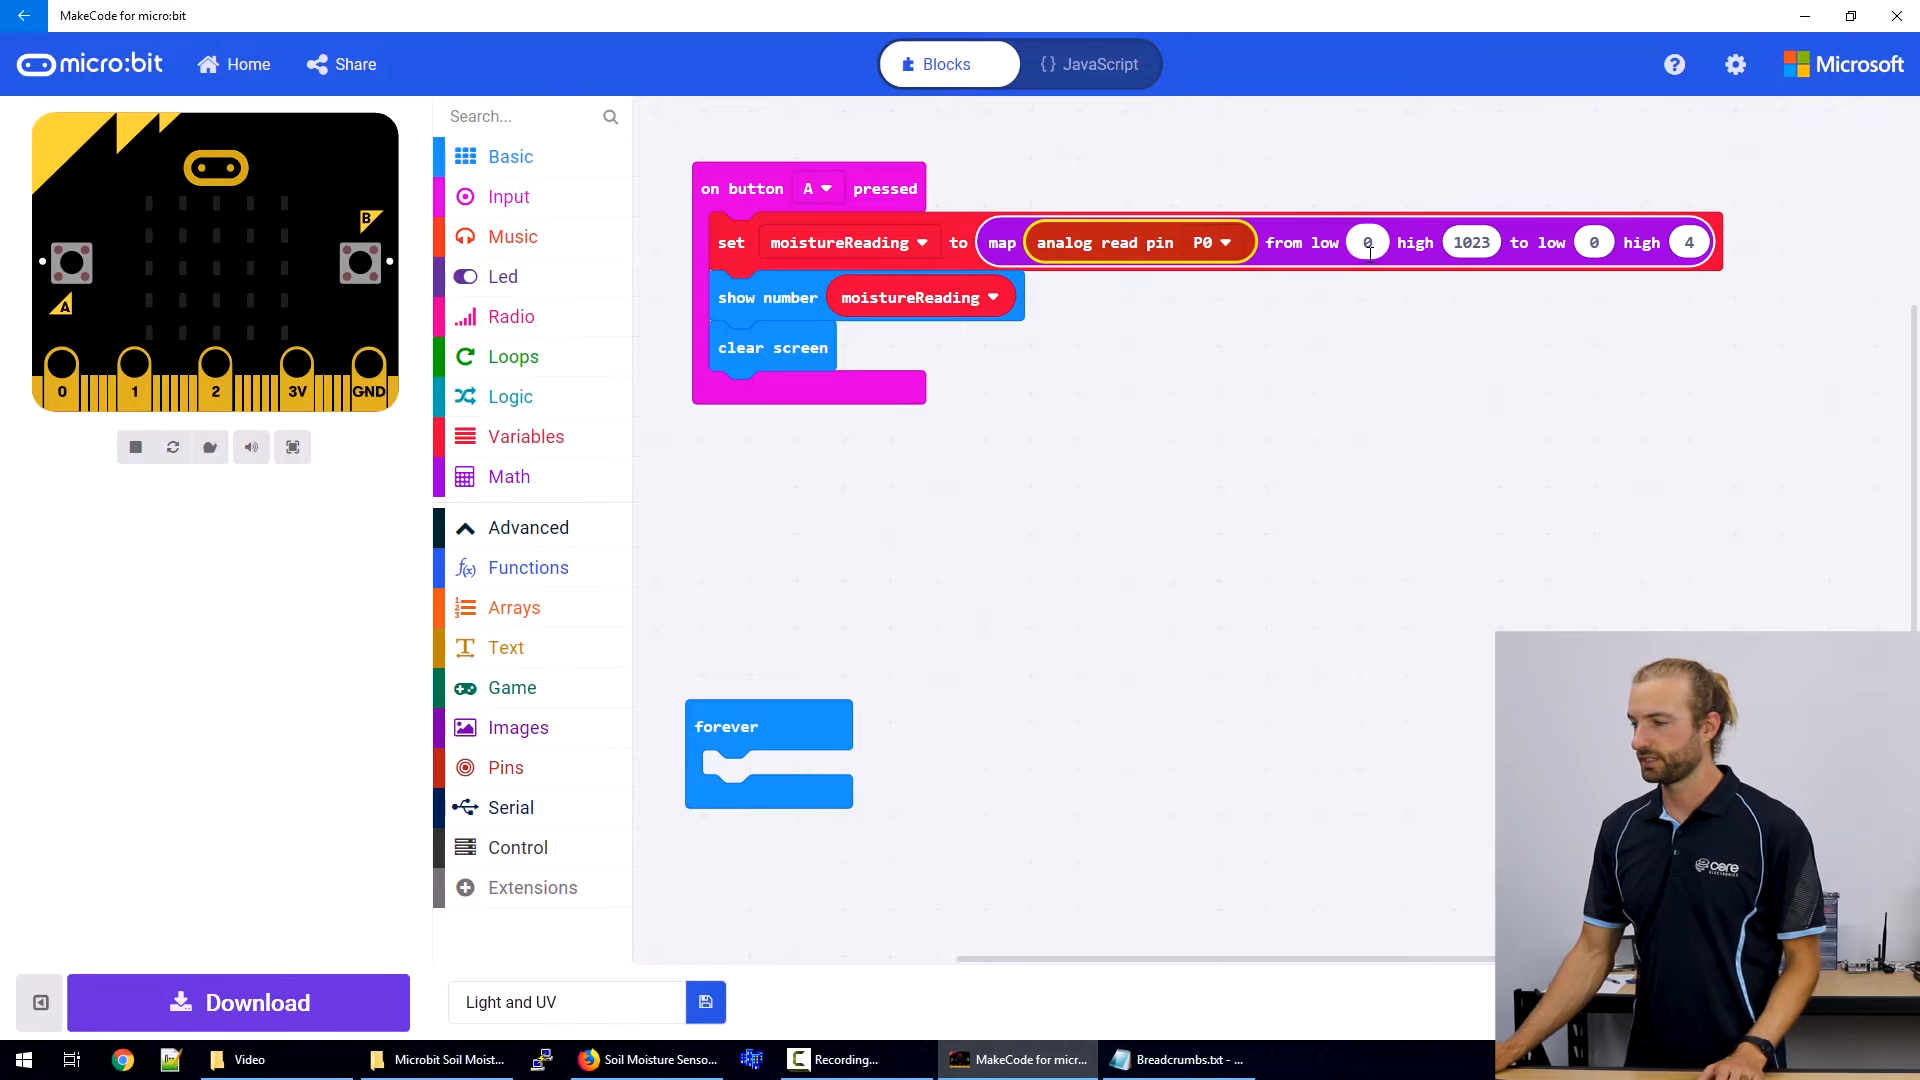 MakeCode for micro:bit
micro:bit
Home
Share
Blocks
{ } JavaScript
?
Microsoft
Search...
Basic
Input
Music
Led
Radio
Loops
Logic
Variables
Math
Advanced
f(x) Functions
Arrays
Text
Game
Images
Pins
Serial
Control
Extensions
A
B
0 1 2 3V GND
on button A pressed
set moistureReading to map analog read pin P0 from low 0 high 1023 to low 0 high 4
show number moistureReading
clear screen
forever
core
ELECTRONICS
Download
Light and UV
Video
Microbit Soil Moist...
Soil Moisture Senso...
Recording...
MakeCode for micr...
Breadcrumbs.txt - ...